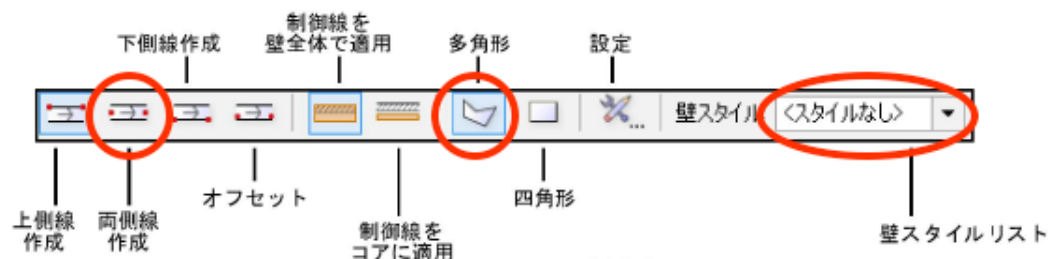 制御線を
下側線作成 壁全体で適用 多角形 設定
壁スタイル: <スタイルなし>
上側線
作成
両側線
作成
オフセット
制御線を
コアに適用
四角形
壁スタイルリスト